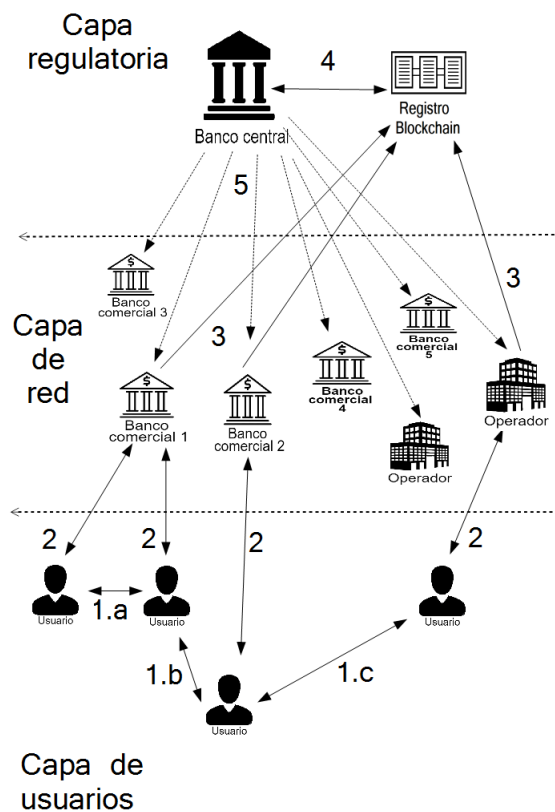 Capa
regulatoria
4
Banco central
Registro
Blockchain
5
Banco
comercial 3
3
Capa
de
red
3
Banco
comercial 5
Banco
comercial 1
Banco
comercial 2
Banco
comercial
4
Operador
Operador
2
2
2
2
Usuario
1.a
Usuario
Usuario
1.b
1.c
Usuario
Capa de
usuarios